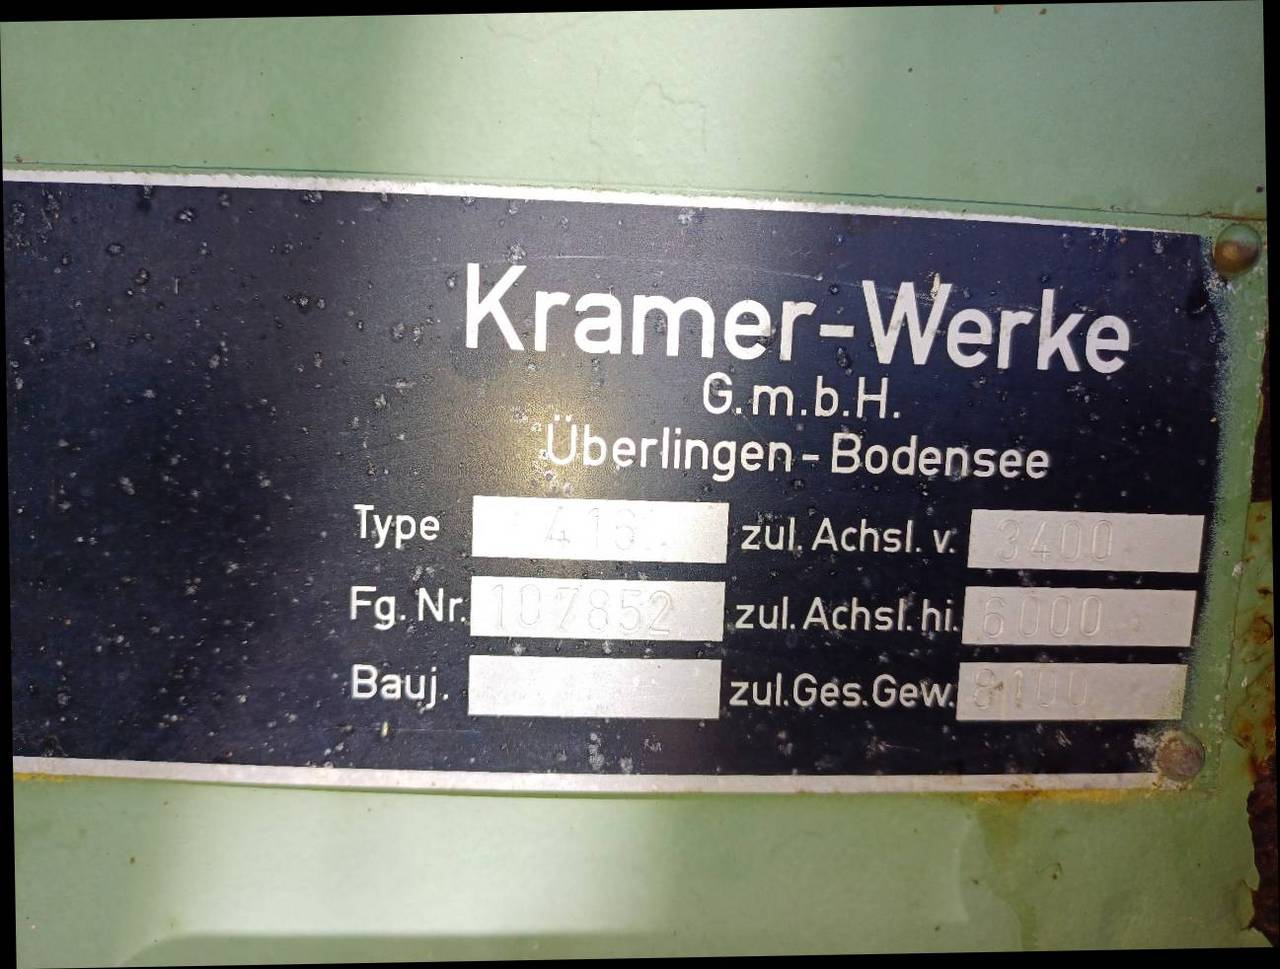 Kramer-Werke
G.m.b.H.
Überlingen-Bodensee
Type 416 zul. Achsl. v. 3400
Fg. Nr. 107852 zul. Achsl. hi. 6000
Bauj. zul.Ges.Gew. 8100